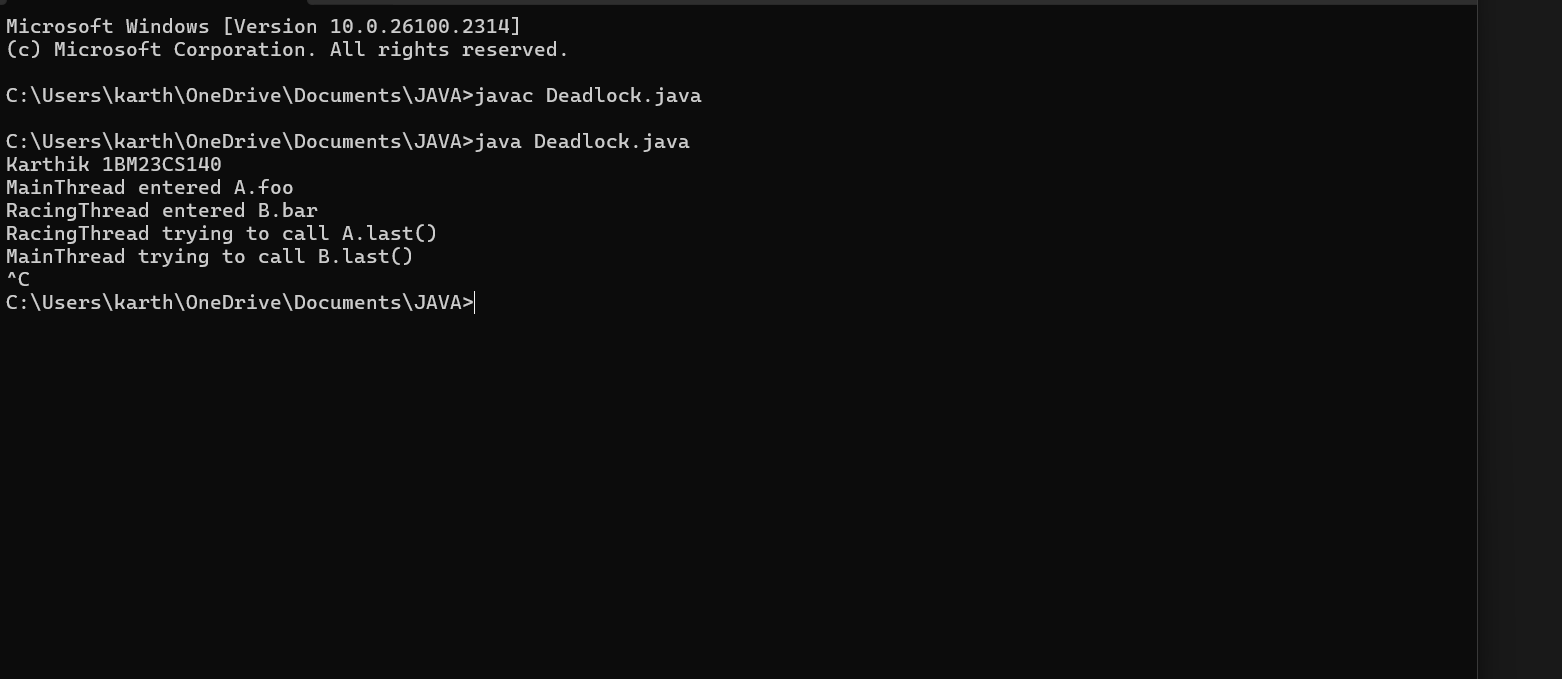 Microsoft Windows [Version 10.0.26100.2314]
(c) Microsoft Corporation. All rights reserved.
C:\Users\karth\OneDrive\Documents\JAVA>javac Deadlock.java
C:\Users\karth\OneDrive\Documents\JAVA>java Deadlock.java
Karthik 1BM23CS140
MainThread entered A.foo
RacingThread entered B.bar
RacingThread trying to call A.last()
MainThread trying to call B.last()
^C
C:\Users\karth\OneDrive\Documents\JAVA>